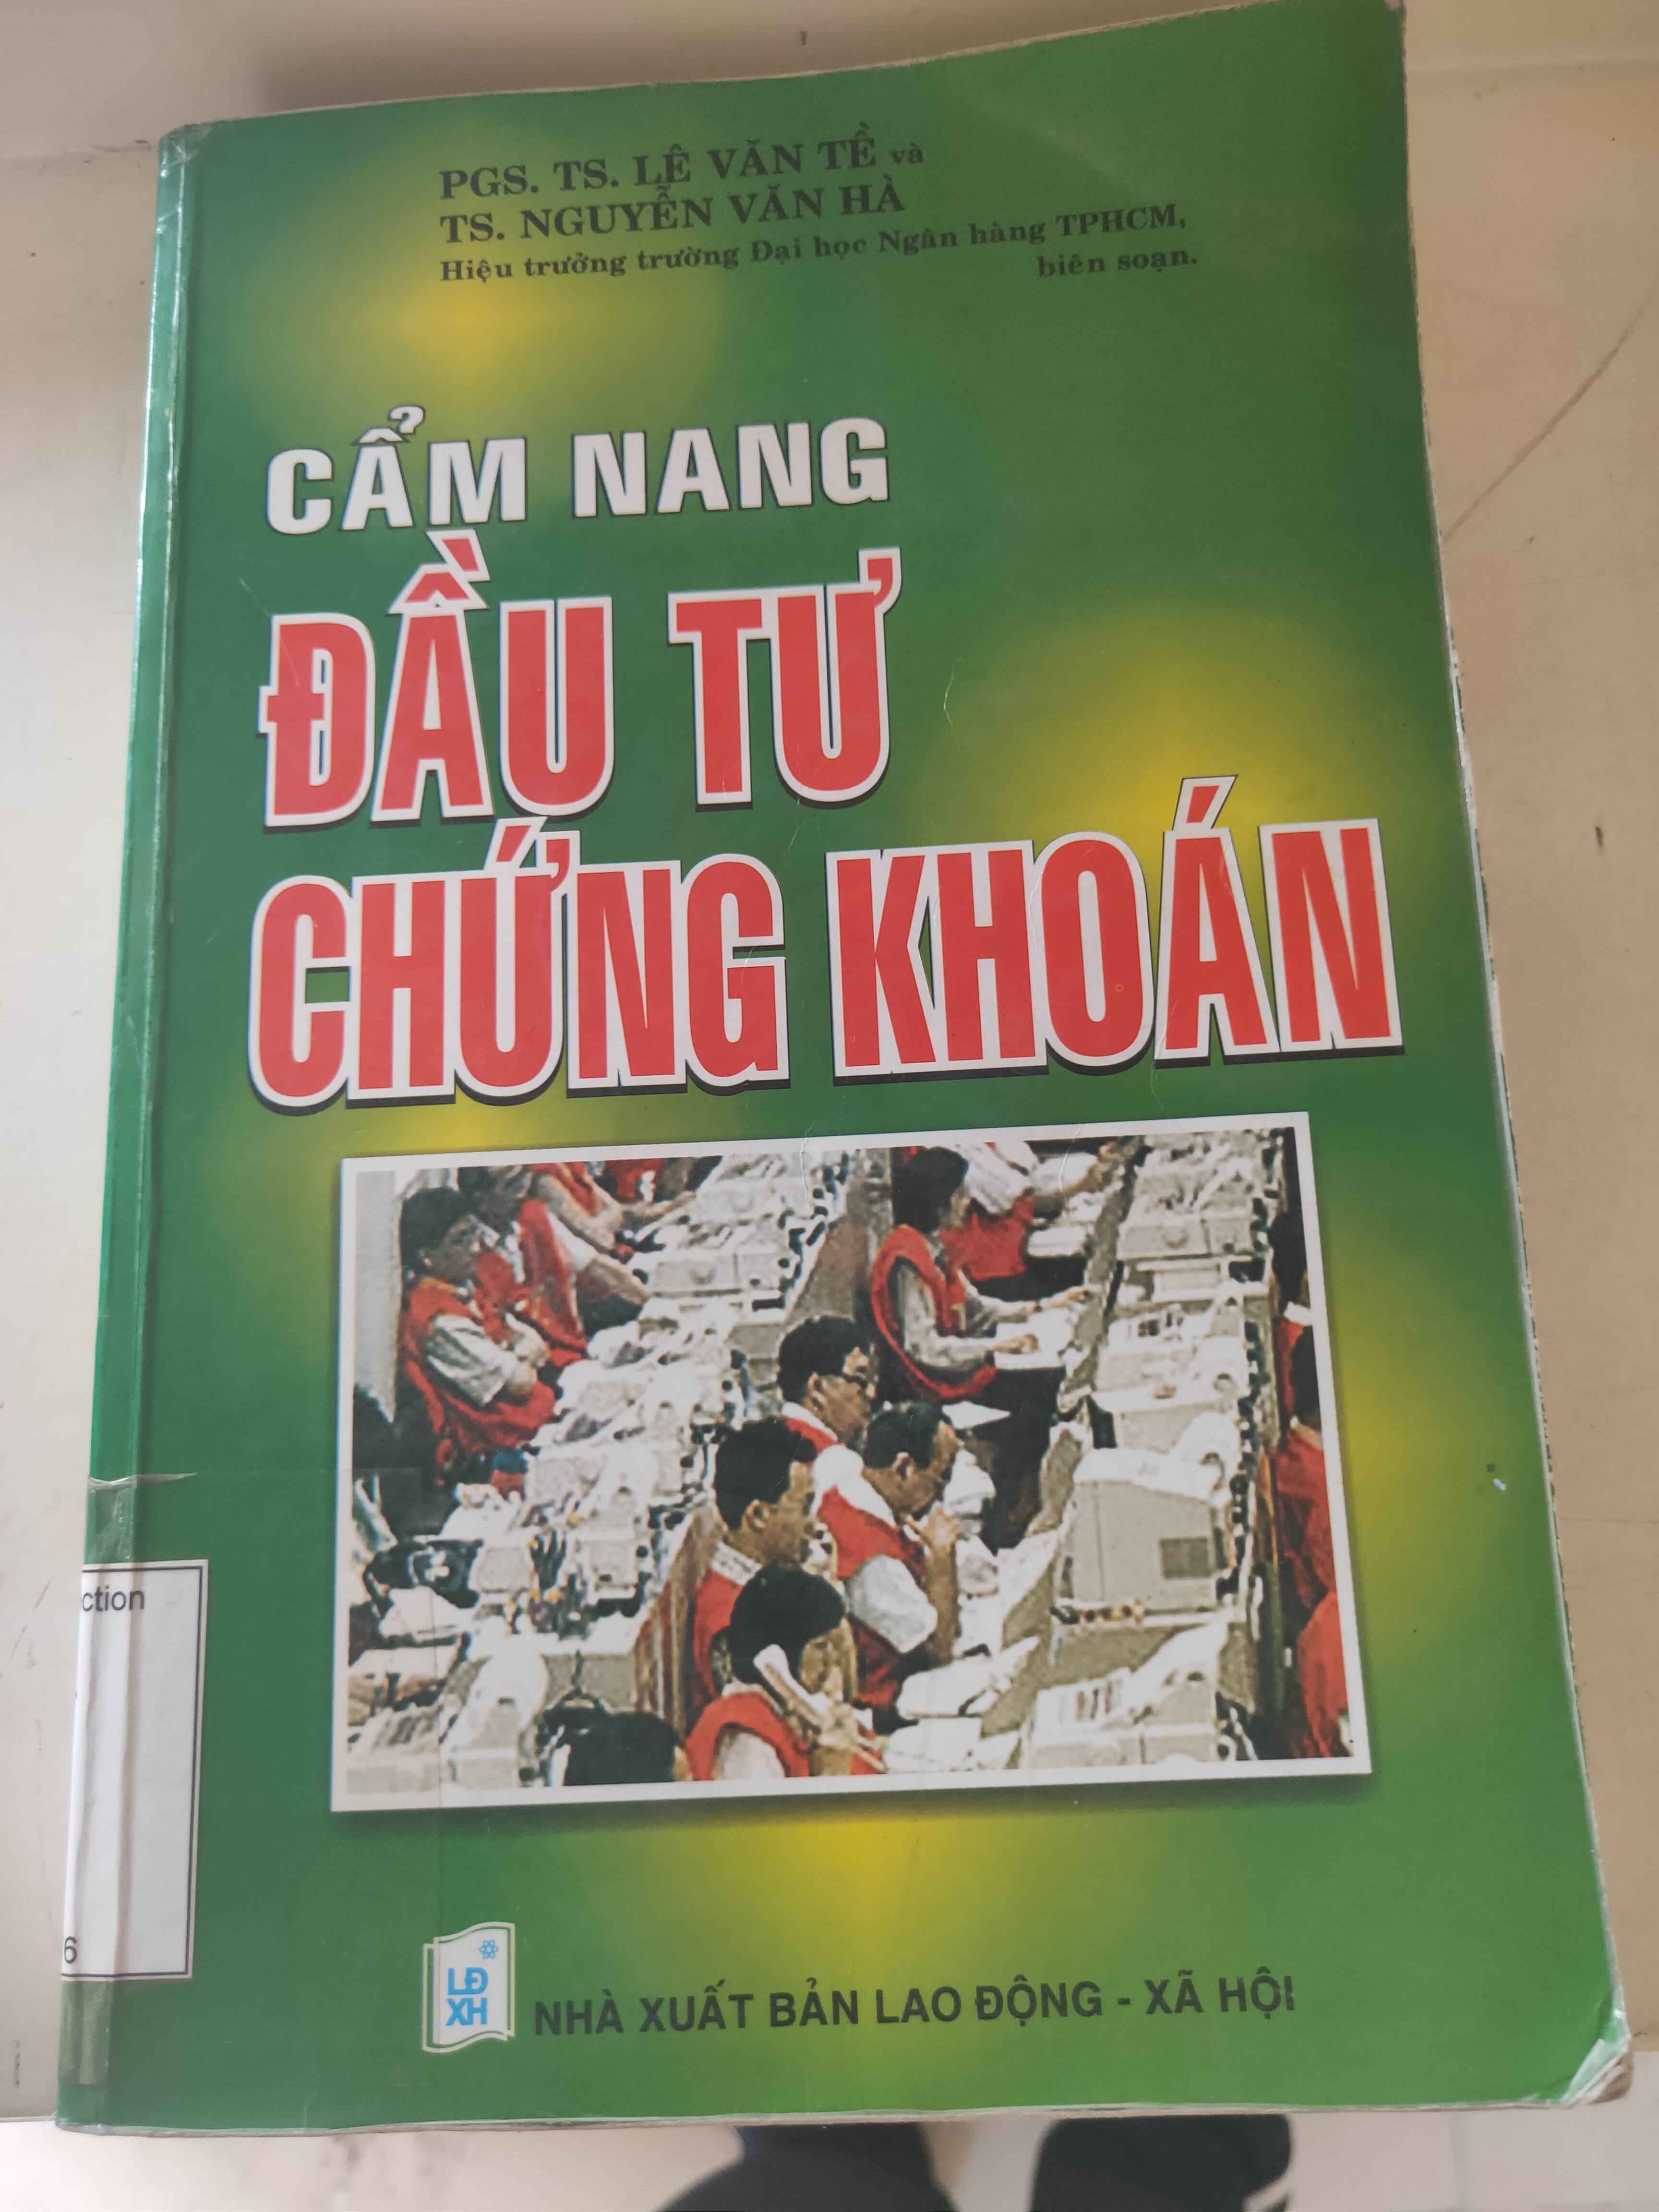 PGS. TS. LÊ VĂN TỀ và
TS. NGUYỄN VĂN HÀ
Hiệu trưởng trường Đại học Ngân hàng TPHCM,
biên soạn.
CẨM NANG
ĐẦU TƯ
CHỨNG KHOÁN
ction
6
LĐ
XH
NHÀ XUẤT BẢN LAO ĐỘNG - XÃ HỘI